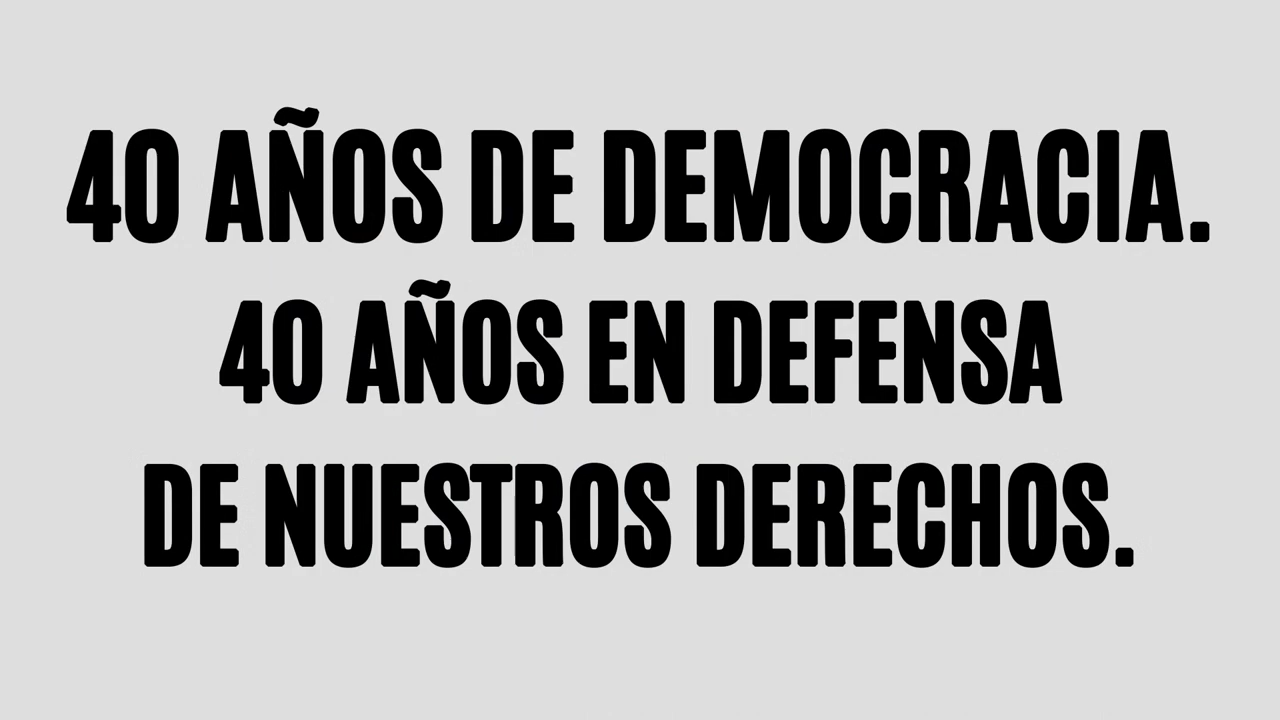 40 AÑOS DE DEMOCRACIA.
40 AÑOS EN DEFENSA
DE NUESTROS DERECHOS.